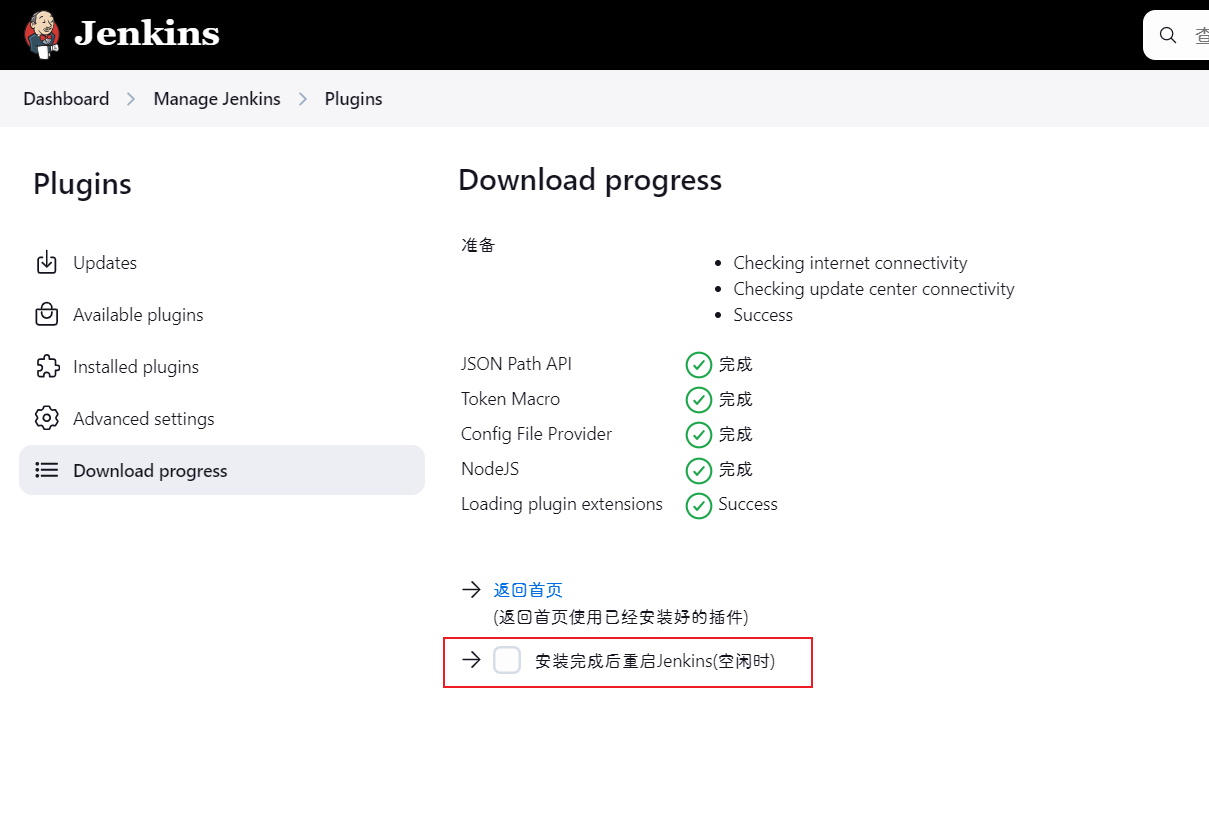 Jenkins
查
Dashboard > Manage Jenkins > Plugins
Plugins
Updates
Available plugins
Installed plugins
Advanced settings
Download progress
Download progress
准备
Checking internet connectivity
Checking update center connectivity
Success
JSON Path API 完成
Token Macro 完成
Config File Provider 完成
NodeJS 完成
Loading plugin extensions Success
返回首页
(返回首页使用已经安装好的插件)
安装完成后重启Jenkins(空闲时)